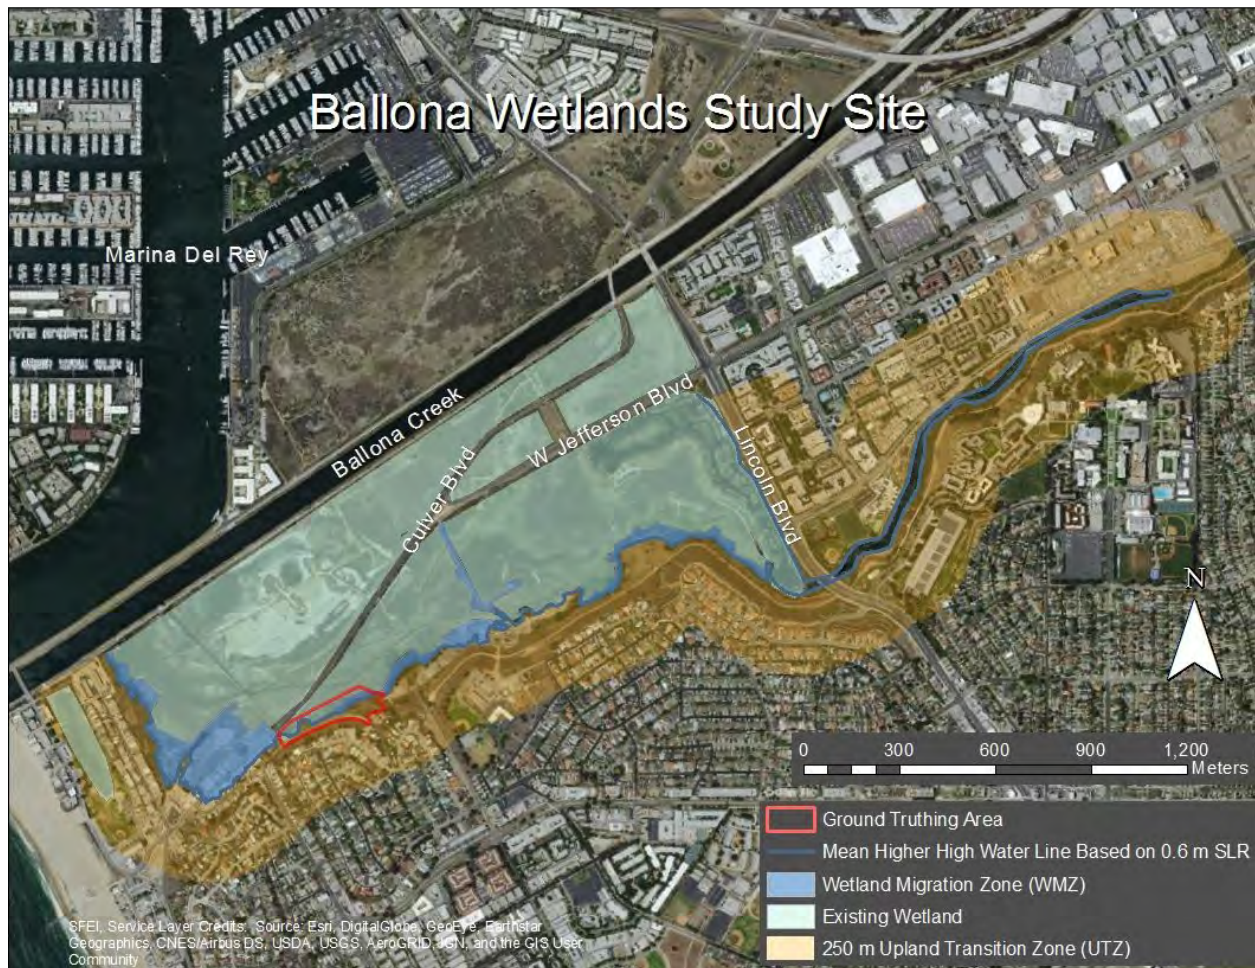 Ballona Wetlands Study Site
Marina Del Rey
Ballona Creek
W Jefferson Blvd
Culver Blvd
Lincoln Blvd
N
0 300 600 900 1,200
Meters
Ground Truthing Area
Mean Higher High Water Line Based on 0.6 m SLR
Wetland Migration Zone (WMZ)
Existing Wetland
250 m Upland Transition Zone (UTZ)
SFEI, Service Layer Credits: Source: Esri, DigitalGlobe, GeoEye, Earthstar
Geographics, CNES/Airbus DS, USDA, USGS, AeroGRID, IGN, and the GIS User
Community